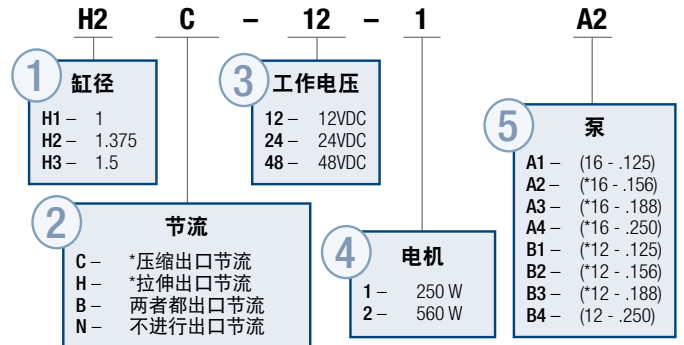 H2 C – 12 – 1 A2
1 缸径
H1 – 1
H2 – 1.375
H3 – 1.5
3 工作电压
12 – 12VDC
24 – 24VDC
48 – 48VDC
5 泵
A1 – (16 - .125)
A2 – (*16 - .156)
A3 – (*16 - .188)
A4 – (*16 - .250)
B1 – (*12 - .125)
B2 – (*12 - .156)
B3 – (*12 - .188)
B4 – (12 - .250)
2 节流
C – *压缩出口节流
H – *拉伸出口节流
B – 两者都出口节流
N – 不进行出口节流
4 电机
1 – 250 W
2 – 560 W